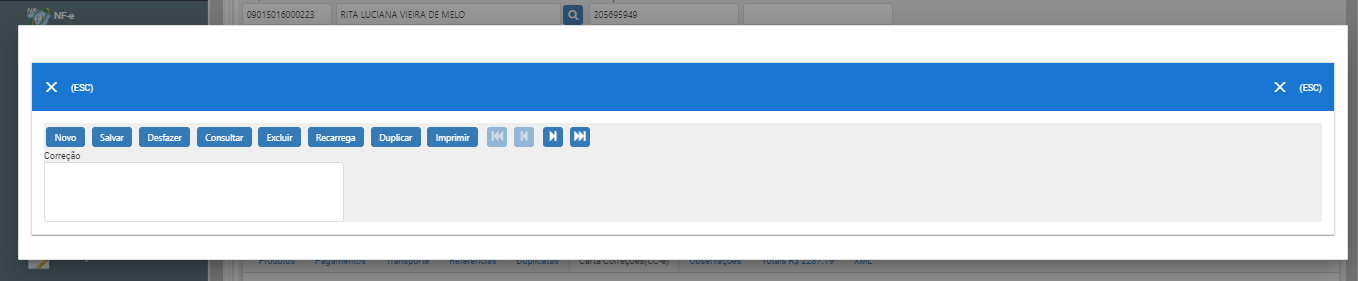 NF-e
09015016000223 RITA LUCIANA VIEIRA DE MELO 205695949
(ESC) (ESC)
Novo Salvar Desfazer Consultar Excluir Recarrega Duplicar Imprimir
Correção
Produtos Pagamentos Transporte Referências Duplicatas Carta Correções(CC-e) Observações Totais R$ 2287.19 XML